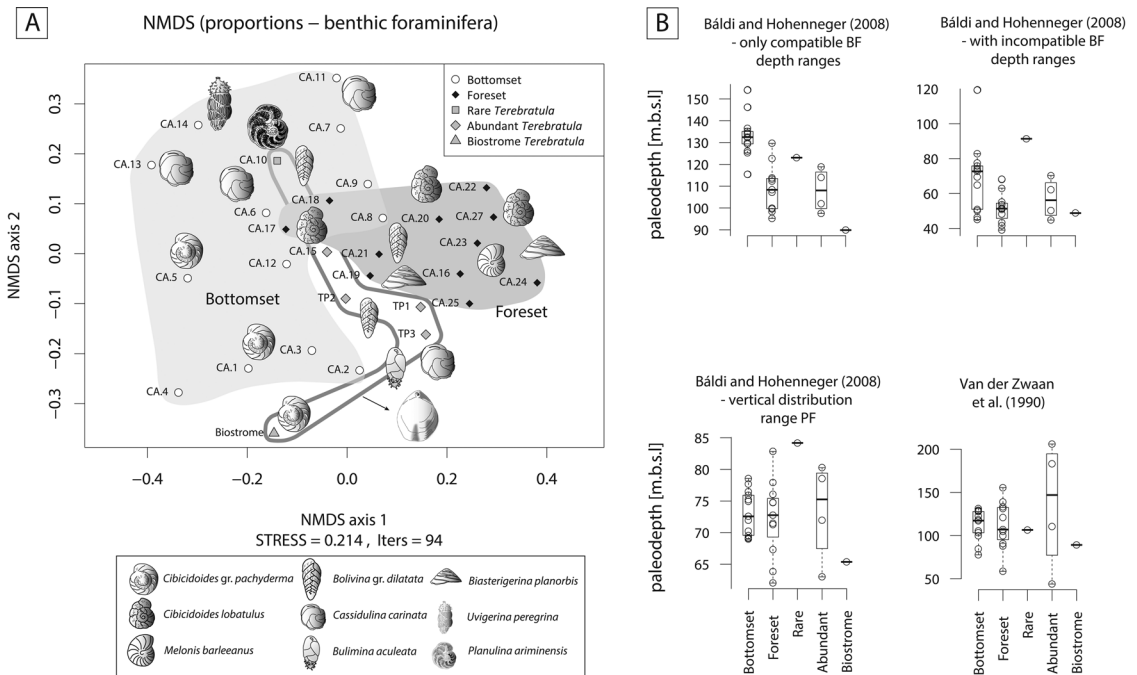 A
NMDS (proportions – benthic foraminifera)
NMDS axis 2
0.3
0.2
0.1
0.0
−0.1
−0.2
−0.3
−0.4
−0.2
0.0
0.2
0.4
Bottomset
Foreset
Rare Terebratula
Abundant Terebratula
Biostrome Terebratula
CA.11
CA.14
CA.7
CA.10
CA.13
CA.9
CA.22
CA.18
CA.6
CA.8
CA.20
CA.27
CA.17
CA.15
CA.21
CA.23
CA.12
CA.5
CA.19
CA.16
CA.24
Bottomset
TP2
TP1
CA.25
Foreset
TP3
CA.3
CA.1
CA.2
CA.4
Biostrome
NMDS axis 1
STRESS = 0.214 , Iters = 94
Cibicidoides gr. pachyderma
Bolivina gr. dilatata
Biasterigerina planorbis
Cibicidoides lobatulus
Cassidulina carinata
Uvigerina peregrina
Melonis barleeanus
Bulimina aculeata
Planulina ariminensis
B
Báldi and Hohenneger (2008)
- only compatible BF
depth ranges
paleodepth [m.b.s.l]
150
140
130
120
110
100
90
Báldi and Hohenneger (2008)
- with incompatible BF
depth ranges
120
100
80
60
40
Báldi and Hohenneger (2008)
- vertical distribution
range PF
paleodepth [m.b.s.l]
85
80
75
70
65
Bottomset
Foreset
Rare
Abundant
Biostrome
Van der Zwaan
et al. (1990)
200
150
100
50
Bottomset
Foreset
Rare
Abundant
Biostrome